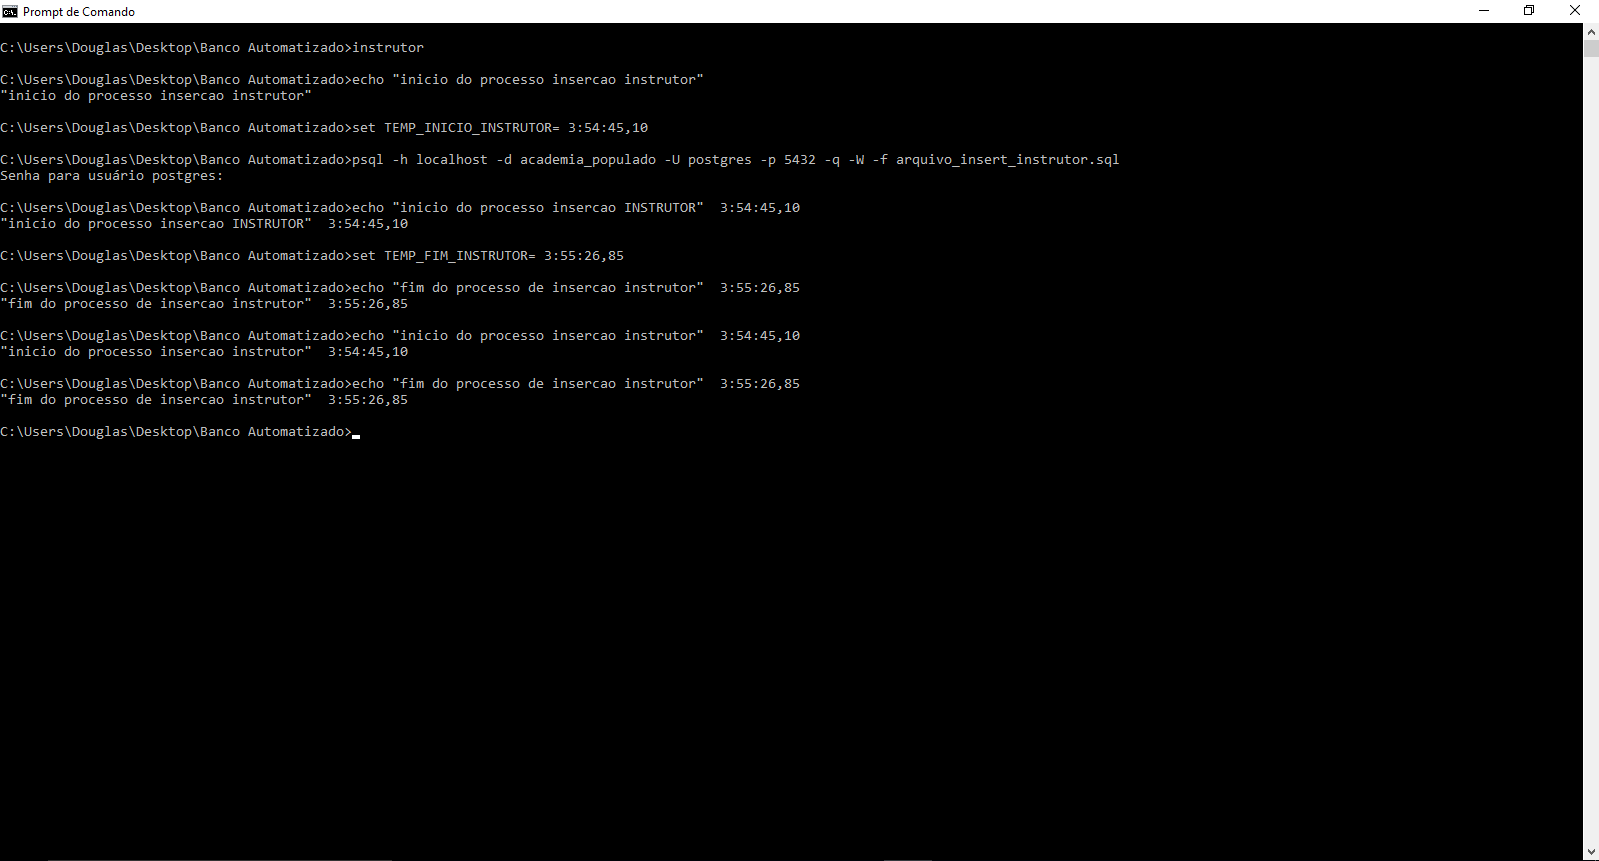 Prompt de Comando
C:\Users\Douglas\Desktop\Banco Automatizado>instrutor
C:\Users\Douglas\Desktop\Banco Automatizado>echo "inicio do processo insercao instrutor"
"inicio do processo insercao instrutor"
C:\Users\Douglas\Desktop\Banco Automatizado>set TEMP_INICIO_INSTRUTOR= 3:54:45,10
C:\Users\Douglas\Desktop\Banco Automatizado>psql -h localhost -d academia_populado -U postgres -p 5432 -q -W -f arquivo_insert_instrutor.sql
Senha para usuário postgres:
C:\Users\Douglas\Desktop\Banco Automatizado>echo "inicio do processo insercao INSTRUTOR"  3:54:45,10
"inicio do processo insercao INSTRUTOR"  3:54:45,10
C:\Users\Douglas\Desktop\Banco Automatizado>set TEMP_FIM_INSTRUTOR= 3:55:26,85
C:\Users\Douglas\Desktop\Banco Automatizado>echo "fim do processo de insercao instrutor"  3:55:26,85
"fim do processo de insercao instrutor"  3:55:26,85
C:\Users\Douglas\Desktop\Banco Automatizado>echo "inicio do processo insercao instrutor"  3:54:45,10
"inicio do processo insercao instrutor"  3:54:45,10
C:\Users\Douglas\Desktop\Banco Automatizado>echo "fim do processo de insercao instrutor"  3:55:26,85
"fim do processo de insercao instrutor"  3:55:26,85
C:\Users\Douglas\Desktop\Banco Automatizado>